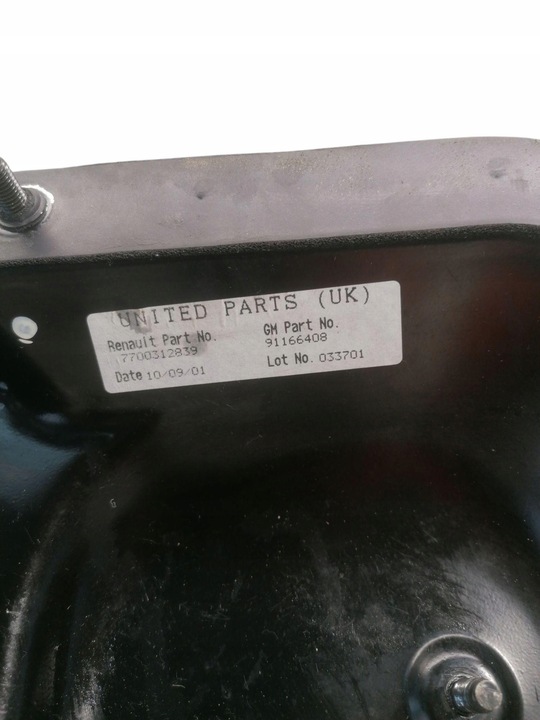 UNITED PARTS (UK)
Renault Part No. GM Part No.
7700312839 91166408
Date 10/09/01 Lot No. 033701